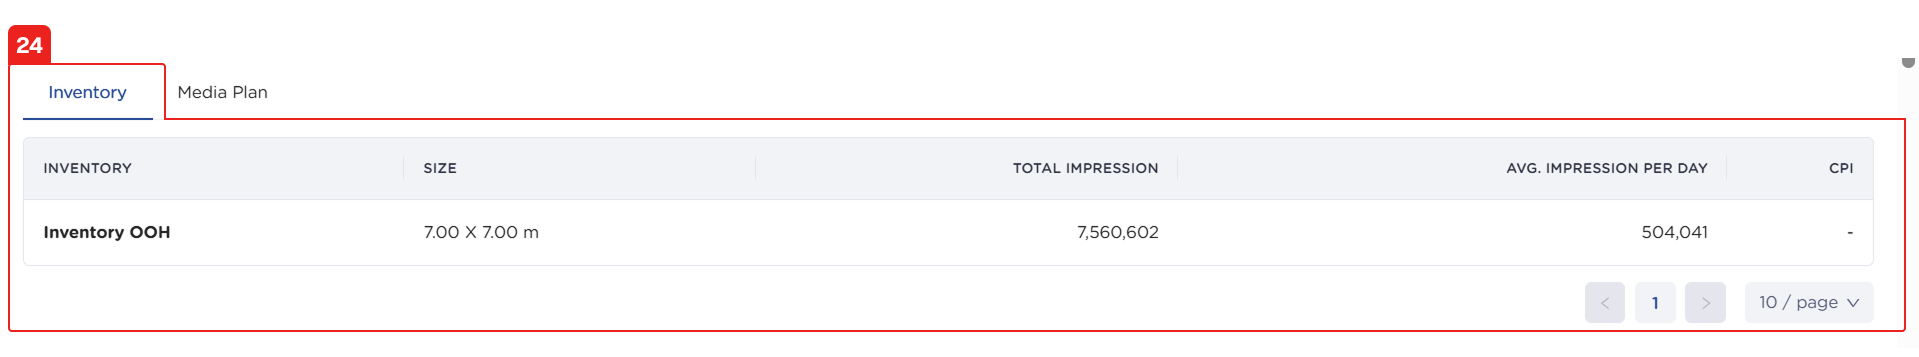 24
Inventory Media Plan
INVENTORY SIZE TOTAL IMPRESSION AVG. IMPRESSION PER DAY CPI
Inventory OOH 7.00 X 7.00 m 7,560,602 504,041 -
< 1 > 10 / page